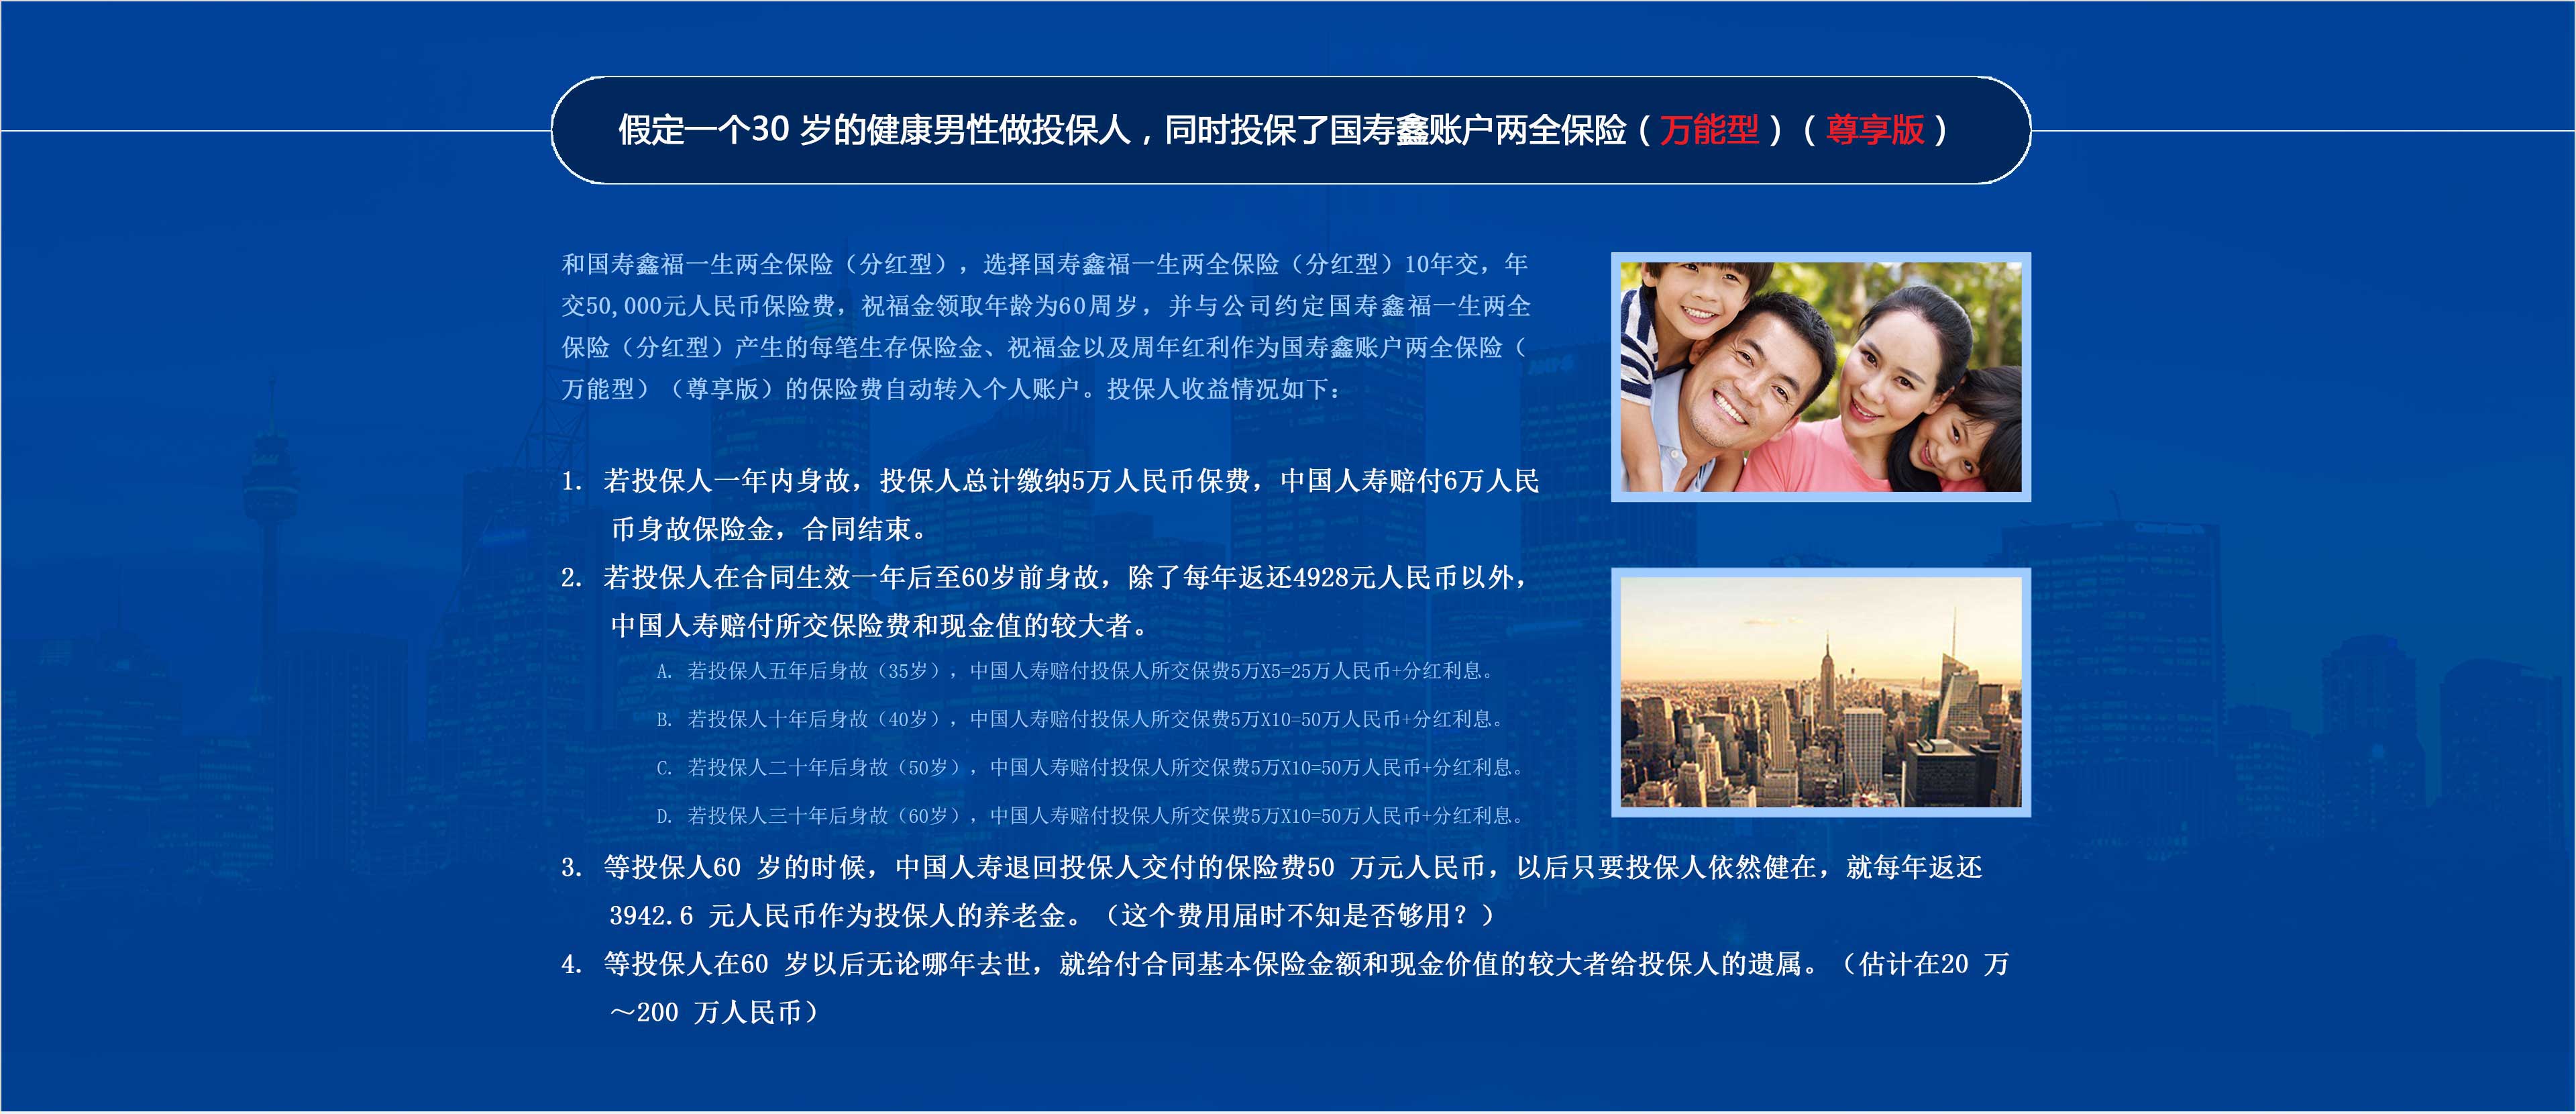 假定一个30 岁的健康男性做投保人，同时投保了国寿鑫账户两全保险（万能型）（尊享版）
和国寿鑫福一生两全保险（分红型），选择国寿鑫福一生两全保险（分红型）10年交，年
交50,000元人民币保险费，祝福金领取年龄为60周岁，并与公司约定国寿鑫福一生两全
保险（分红型）产生的每笔生存保险金、祝福金以及周年红利作为国寿鑫账户两全保险（
万能型）（尊享版）的保险费自动转入个人账户。投保人收益情况如下：
1. 若投保人一年内身故，投保人总计缴纳5万人民币保费，中国人寿赔付6万人民
币身故保险金，合同结束。
2. 若投保人在合同生效一年后至60岁前身故，除了每年返还4928元人民币以外，
中国人寿赔付所交保险费和现金值的较大者。
A. 若投保人五年后身故（35岁），中国人寿赔付投保人所交保费5万X5=25万人民币+分红利息。
B. 若投保人十年后身故（40岁），中国人寿赔付投保人所交保费5万X10=50万人民币+分红利息。
C. 若投保人二十年后身故（50岁），中国人寿赔付投保人所交保费5万X10=50万人民币+分红利息。
D. 若投保人三十年后身故（60岁），中国人寿赔付投保人所交保费5万X10=50万人民币+分红利息。
3. 等投保人60 岁的时候，中国人寿退回投保人交付的保险费50 万元人民币，以后只要投保人依然健在，就每年返还
3942.6 元人民币作为投保人的养老金。（这个费用届时不知是否够用？）
4. 等投保人在60 岁以后无论哪年去世，就给付合同基本保险金额和现金价值的较大者给投保人的遗属。（估计在20 万
～200 万人民币）